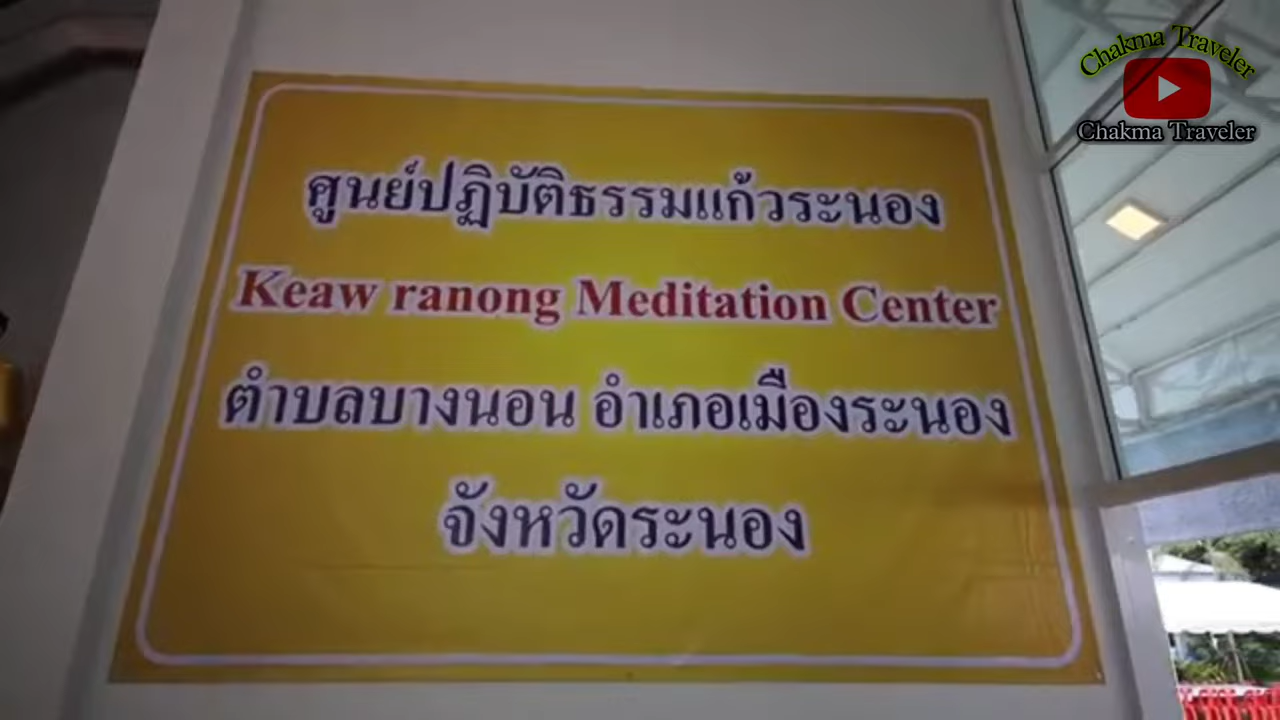 Chakma Traveler
Chakma Traveler
ศูนย์ปฏิบัติธรรมแก้วระนอง
Keaw ranong Meditation Center
ตำบลบางนอน อำเภอเมืองระนอง
จังหวัดระนอง